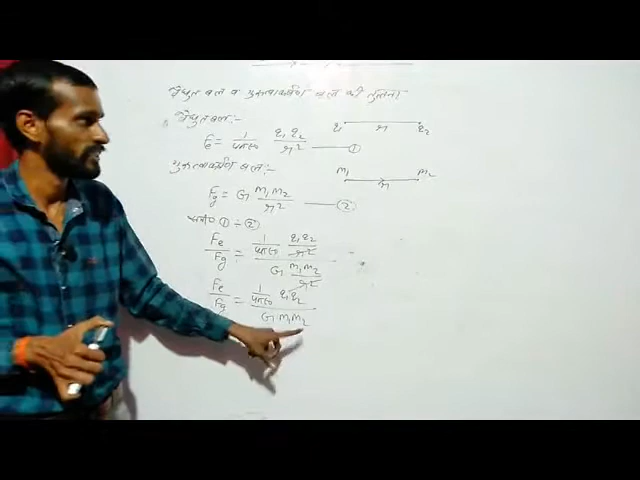 वैधुत बल व गुरुत्वाकर्षण बल की तुलना
वैधुत बल:-
q₁ r q₂
Fe = 1/4πε₀ q₁q₂/r² ——①
गुरुत्वाकर्षण बल:-
m₁ r m₂
Fg = G m₁m₂/r² ——②
समी० ① ÷ ②
Fe/Fg = (1/4πε₀ q₁q₂/r²)/(G m₁m₂/r²)
Fe/Fg = (1/4πε₀ q₁q₂)/(G m₁m₂)